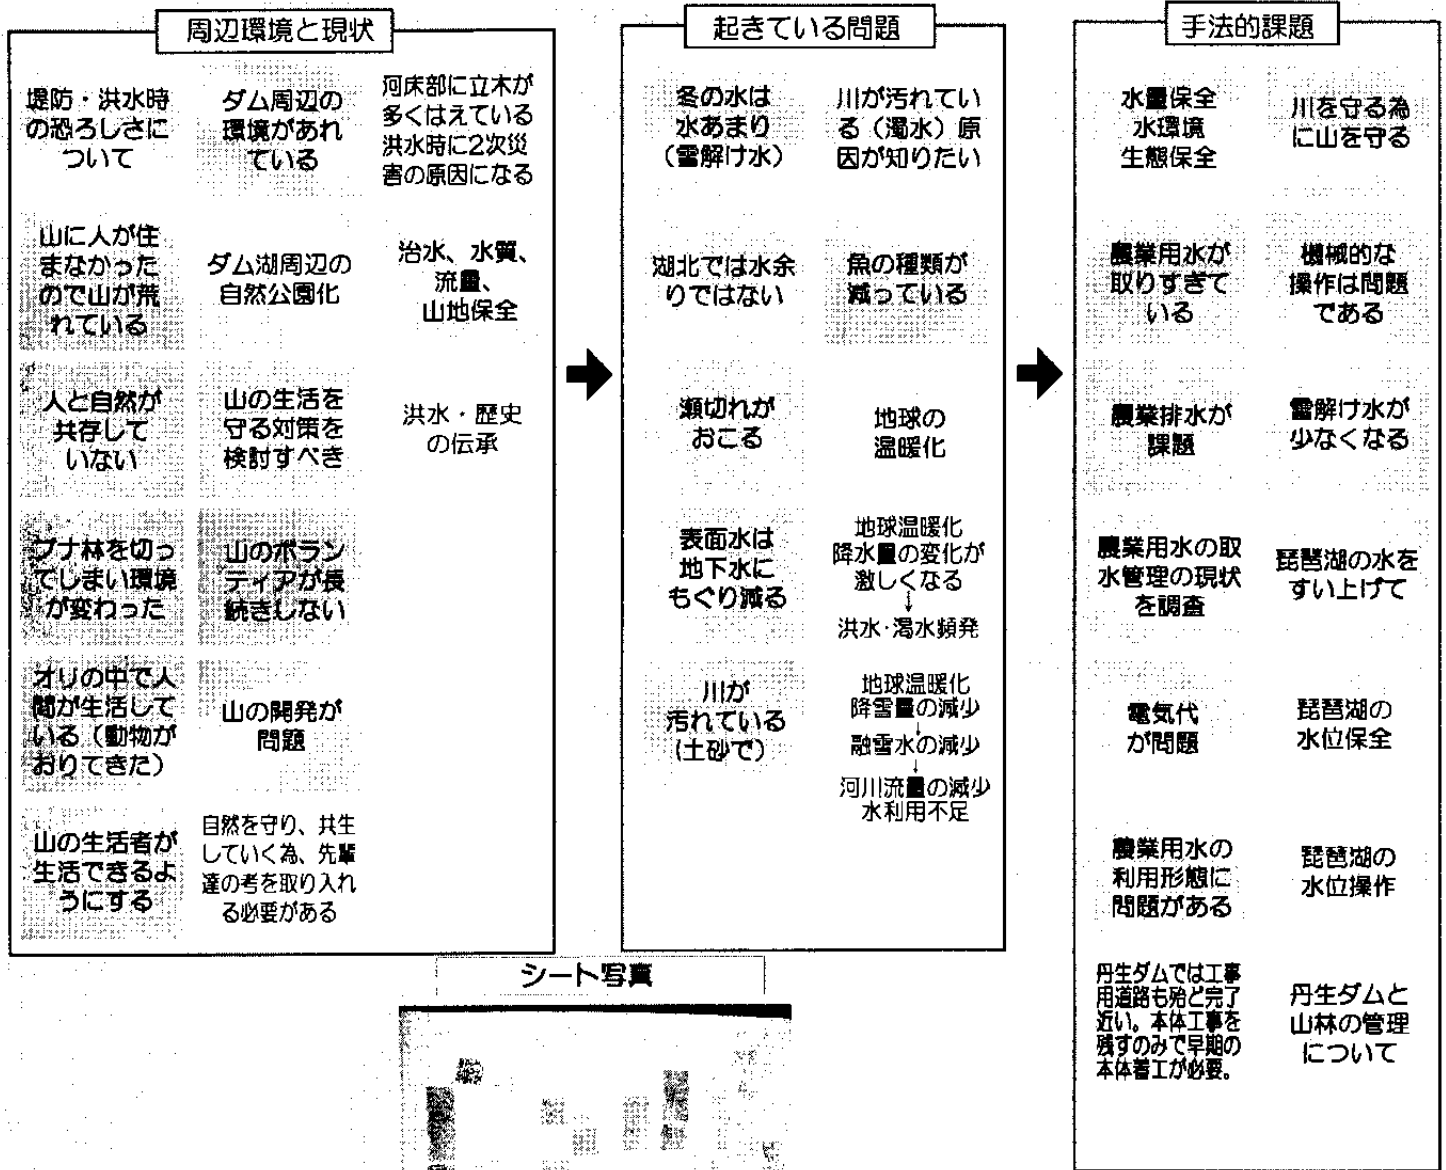 周辺環境と現状
堤防・洪水時
の恐ろしさに
ついて
ダム周辺の
環境があれ
ている
河床部に立木が
多くはえている
洪水時に2次災
害の原因になる
山に人が住
まなかった
ので山が荒
れている
ダム湖周辺の
自然公園化
治水、水質、
流量、
山地保全
人と自然が
共存して
いない
山の生活を
守る対策を
検討すべき
洪水・歴史
の伝承
ブナ林を切っ
てしまい環境
が変わった
山のボラン
ティアが長
続きしない
オリの中で人
間が生活して
いる（動物が
おりてきた）
山の開発が
問題
山の生活者が
生活できるよ
うにする
自然を守り、共生
していく為、先輩
達の考を取り入れ
る必要がある
起きている問題
冬の水は
水あまり
（雪解け水）
川が汚れてい
る（濁水）原
因が知りたい
湖北では水余
りではない
魚の種類が
減っている
瀬切れが
おこる
地球の
温暖化
表面水は
地下水に
もぐり減る
地球温暖化
降水量の変化が
激しくなる
↓
洪水・渇水頻発
川が
汚れている
（土砂で）
地球温暖化
降雪量の減少
↓
融雪水の減少
↓
河川流量の減少
水利用不足
手法的課題
水量保全
水環境
生態保全
川を守る為
に山を守る
農業用水が
取りすぎて
いる
機械的な
操作は問題
である
農業排水が
課題
雪解け水が
少なくなる
農業用水の取
水管理の現状
を調査
琵琶湖の水を
すい上げて
電気代
が問題
琵琶湖の
水位保全
農業用水の
利用形態に
問題がある
琵琶湖の
水位操作
丹生ダムでは工事
用道路も殆ど完了
近い。本体工事を
残すのみで早期の
本体着工が必要。
丹生ダムと
山林の管理
について
シート写真